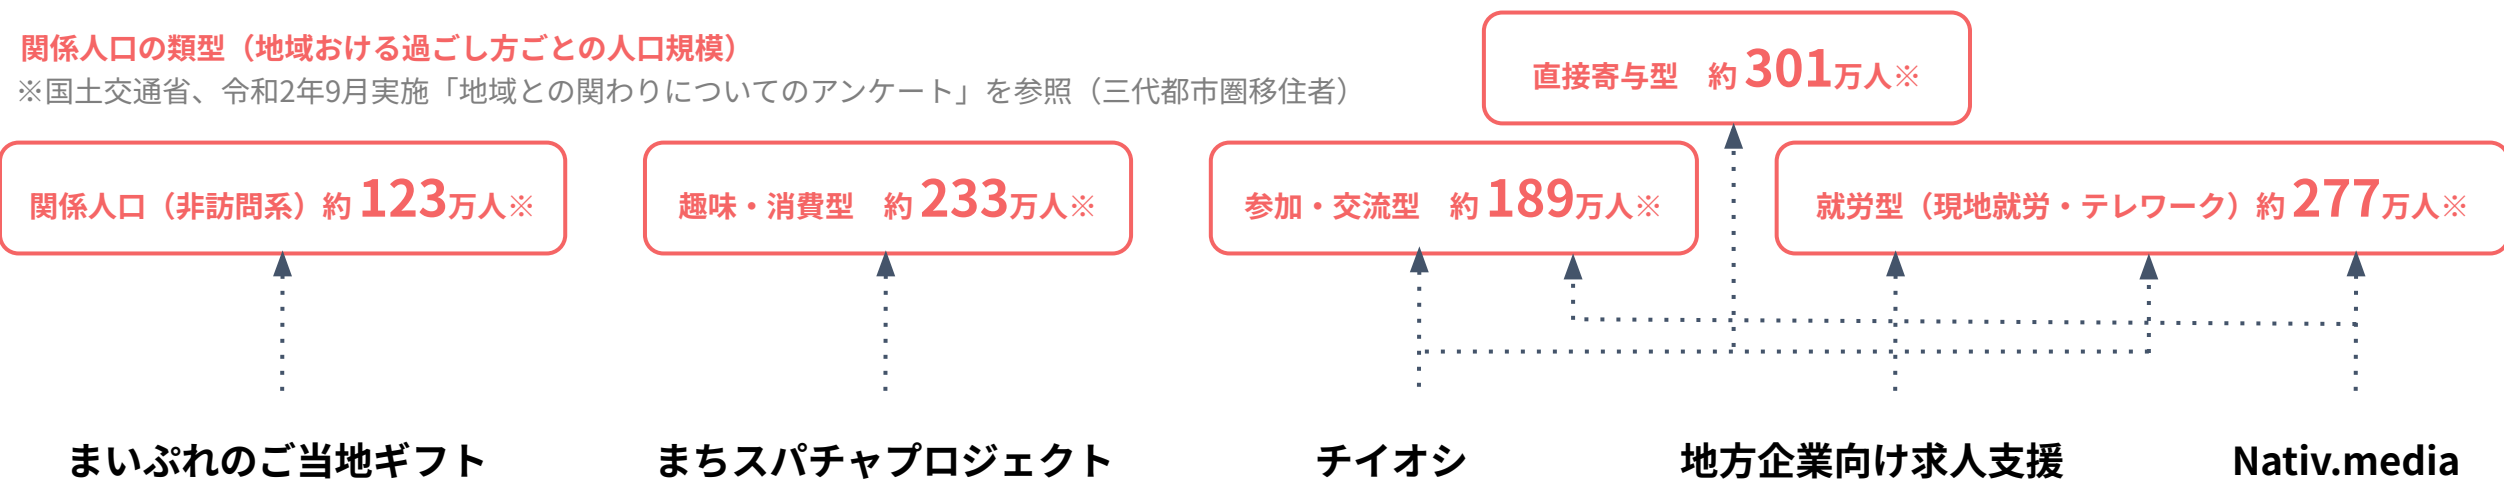 関係人口の類型（地域おける過ごし方ごとの人口規模）
※国土交通省、令和2年9月実施「地域との関わりについてのアンケート」を参照（三代都市圏移住者）
直接寄与型　約301万人※
関係人口（非訪問系）約123万人※
趣味・消費型　約233万人※
参加・交流型　約189万人※
就労型（現地就労・テレワーク）約277万人※
まいぷれのご当地ギフト
まちスパチャプロジェクト
チイオシ
地方企業向け求人支援
Nativ.media